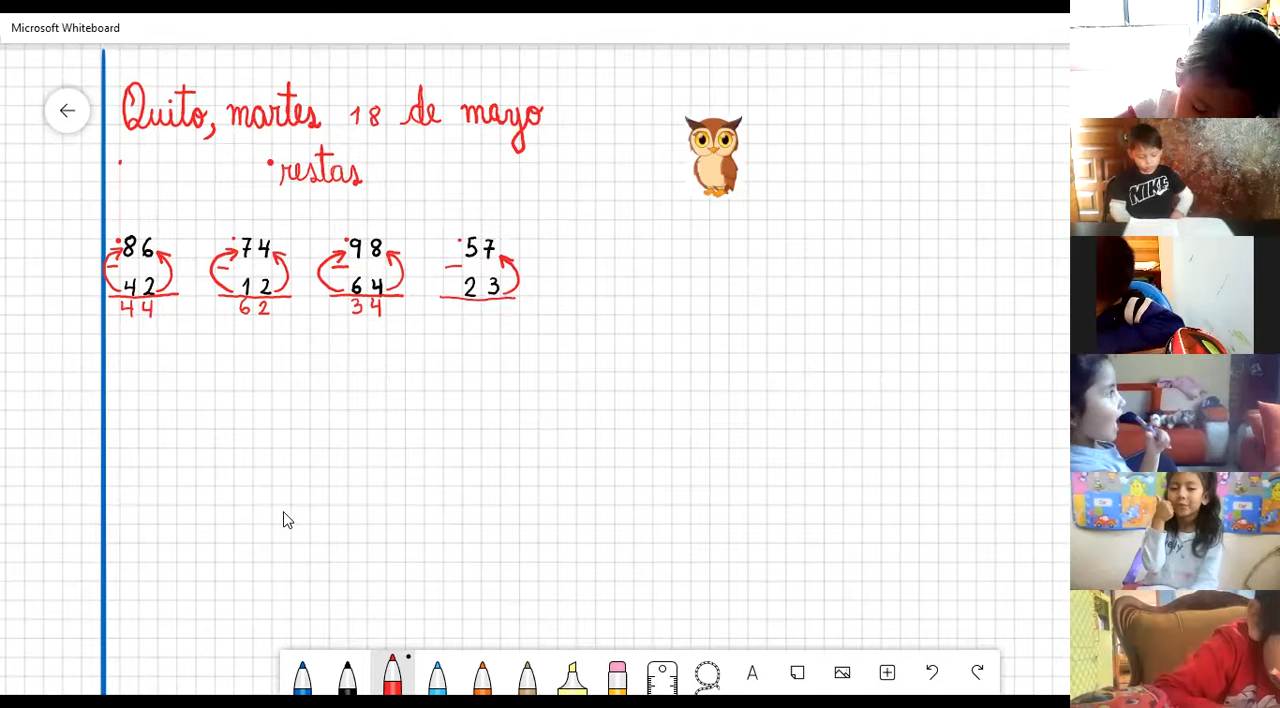 Microsoft Whiteboard
Quito, martes 18 de mayo
restas
86 74 98 57
- - - -
42 12 64 23
44 62 34
A
NIKE